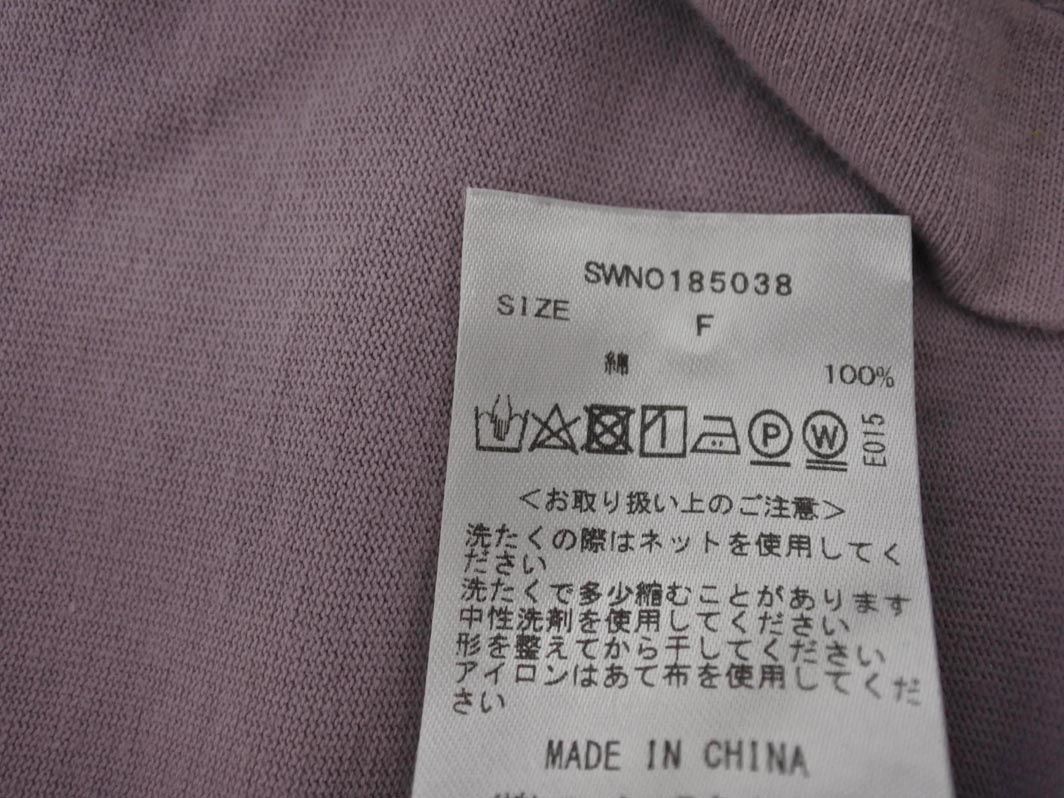 SWNO185038
SIZE F
綿 100%
P W E015
<お取り扱い上のご注意>
洗たくの際はネットを使用してく
ださい
洗たくで多少縮むことがあります
中性洗剤を使用してください
形を整えてから干してください
アイロンはあて布を使用してくだ
さい
MADE IN CHINA